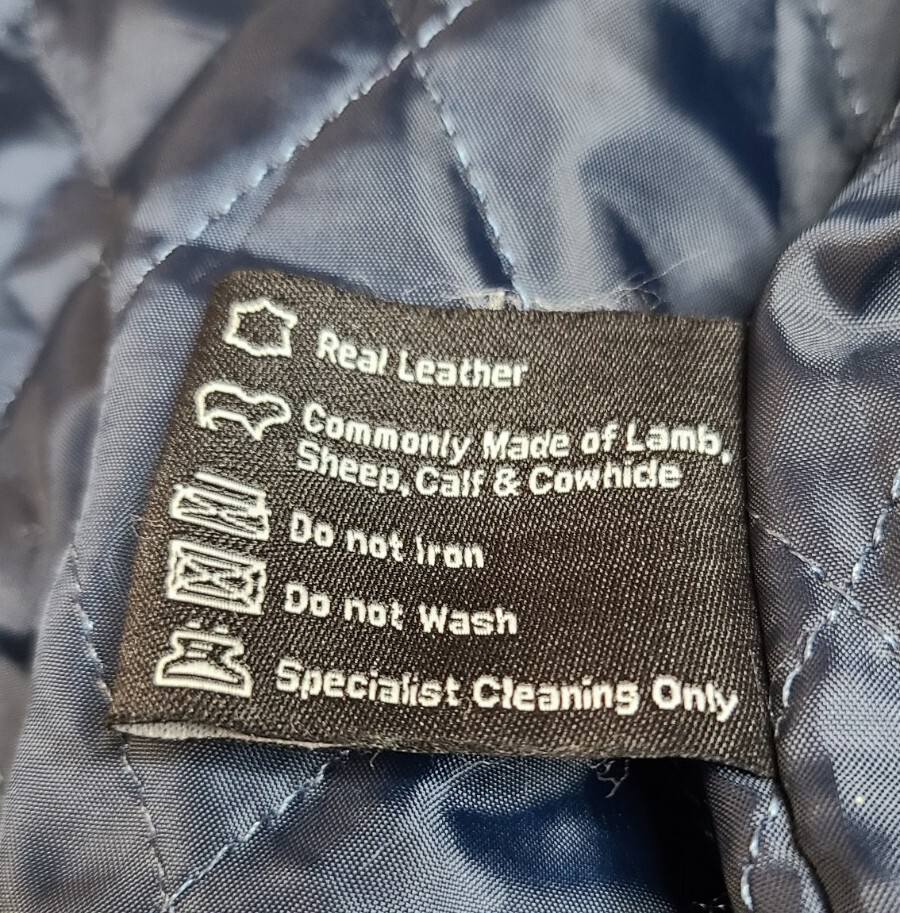 Real Leather
Commonly Made of Lamb,
Sheep, Calf & Cowhide
Do not iron
Do not Wash
Specialist Cleaning Only